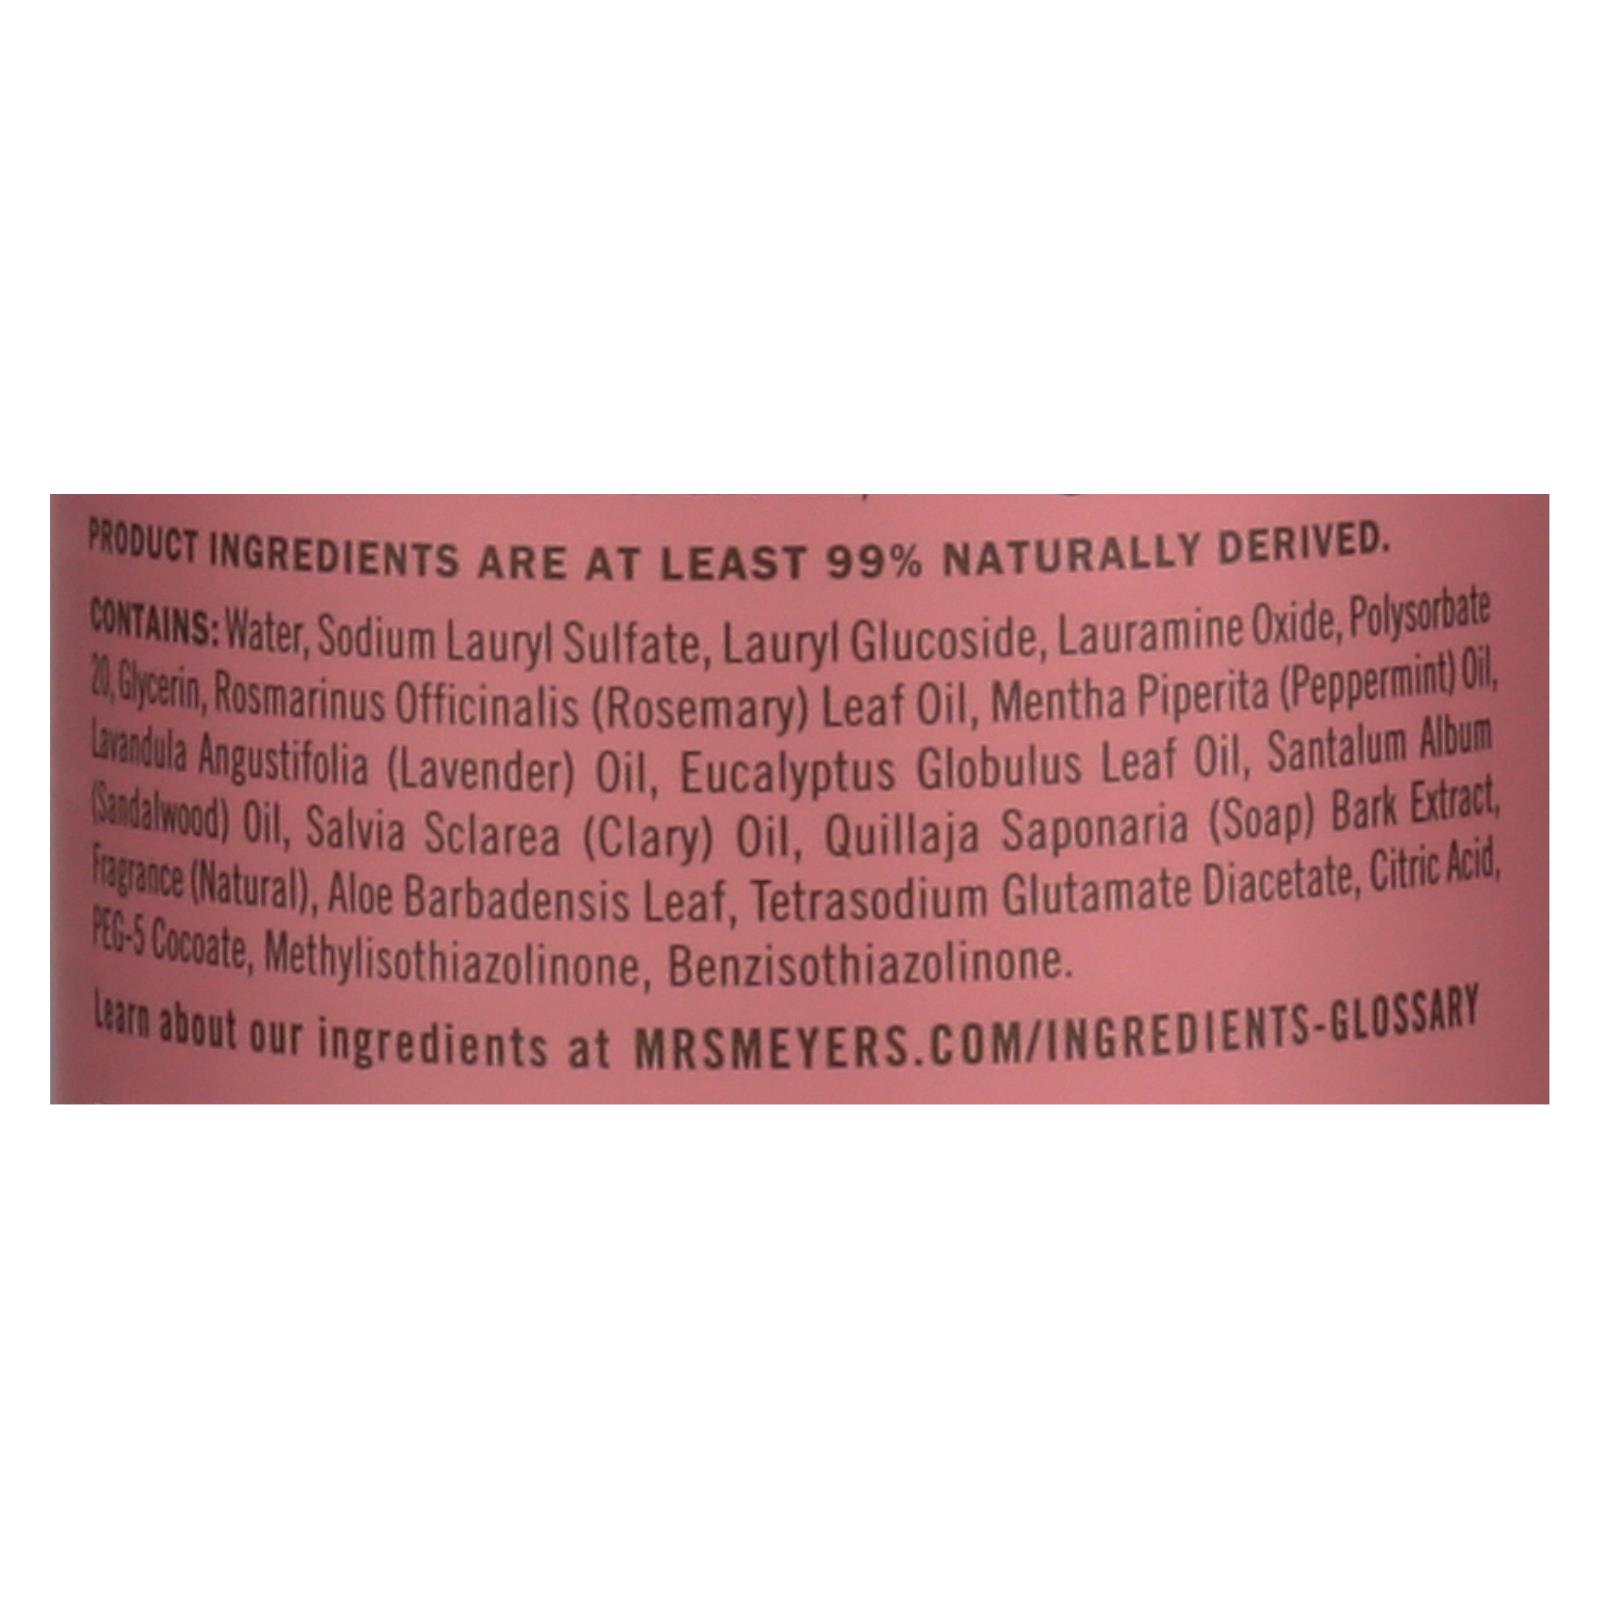 PRODUCT INGREDIENTS ARE AT LEAST 99% NATURALLY DERIVED.
CONTAINS: Water, Sodium Lauryl Sulfate, Lauryl Glucoside, Lauramine Oxide, Polysorbate
20, Glycerin, Rosmarinus Officinalis (Rosemary) Leaf Oil, Mentha Piperita (Peppermint) Oil,
Lavandula Angustifolia (Lavender) Oil, Eucalyptus Globulus Leaf Oil, Santalum Album
(Sandalwood) Oil, Salvia Sclarea (Clary) Oil, Quillaja Saponaria (Soap) Bark Extract,
Fragrance (Natural), Aloe Barbadensis Leaf, Tetrasodium Glutamate Diacetate, Citric Acid,
PEG-5 Cocoate, Methylisothiazolinone, Benzisothiazolinone.
Learn about our ingredients at MRSMEYERS.COM/INGREDIENTS-GLOSSARY